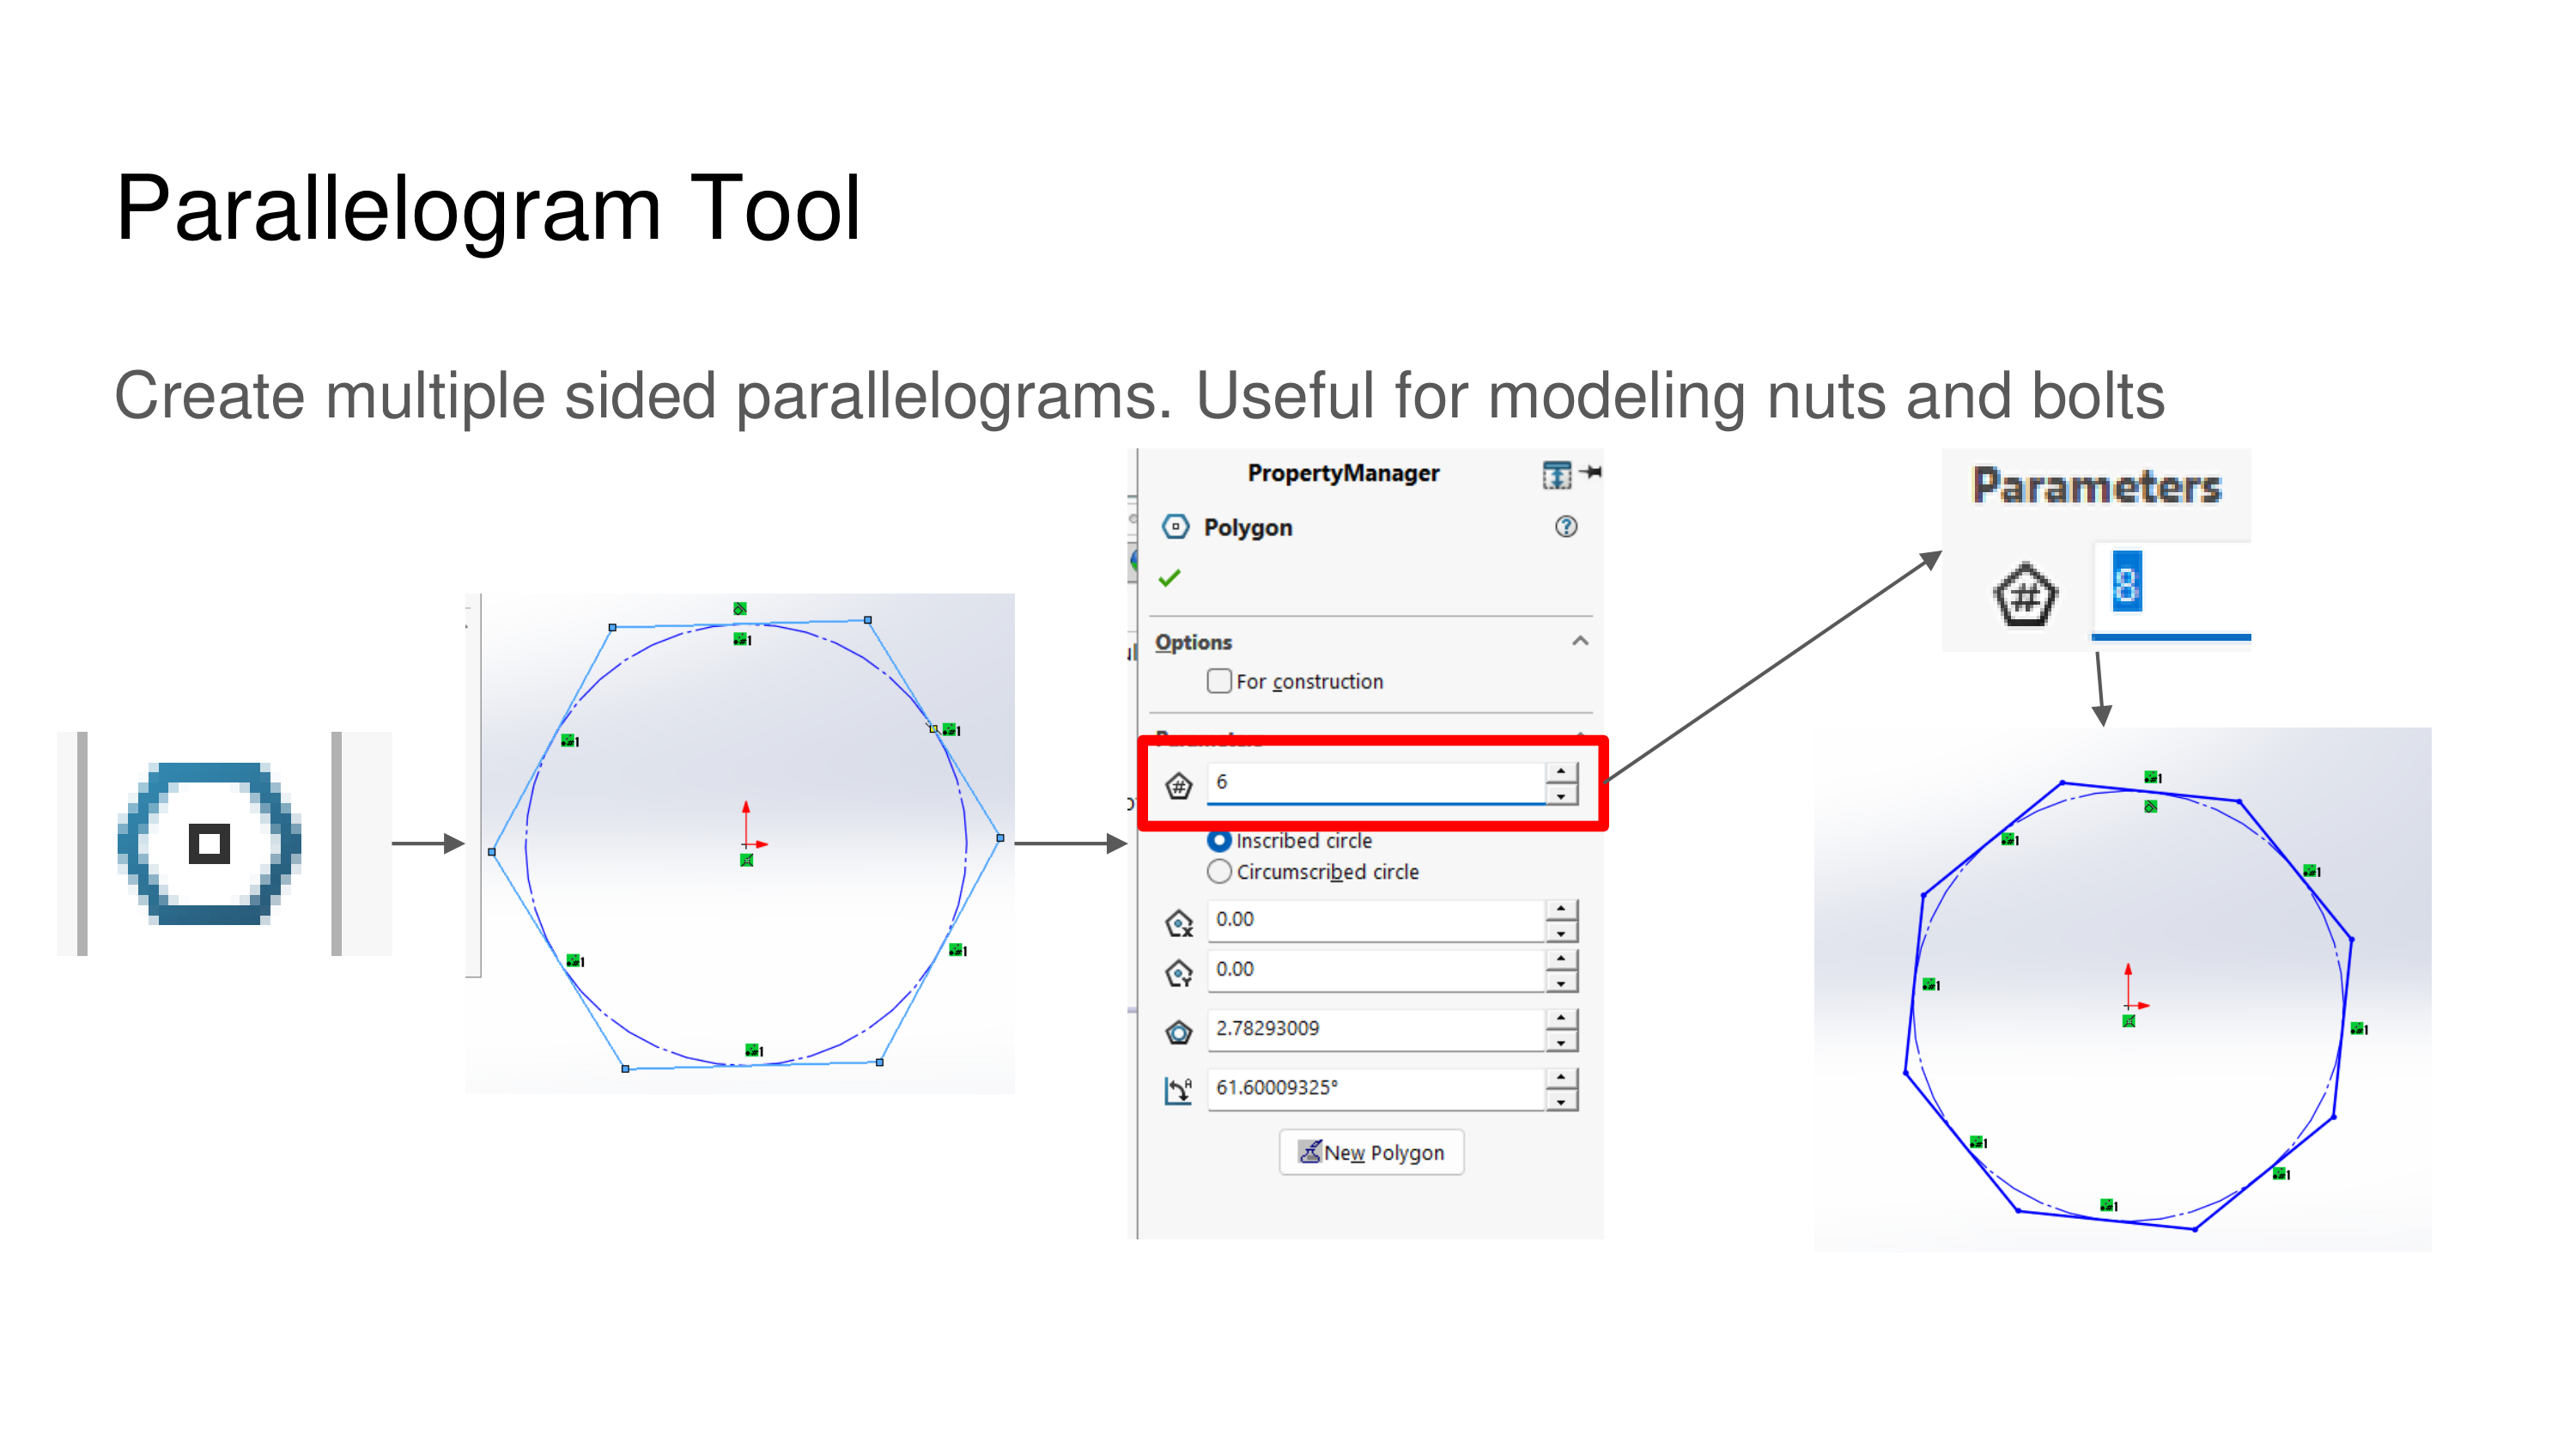 Parallelogram Tool
Create multiple sided parallelograms. Useful for modeling nuts and bolts
PropertyManager
Polygon
Options
For construction
6
Inscribed circle
Circumscribed circle
0.00
0.00
2.78293009
61.60009325°
New Polygon
Parameters
8